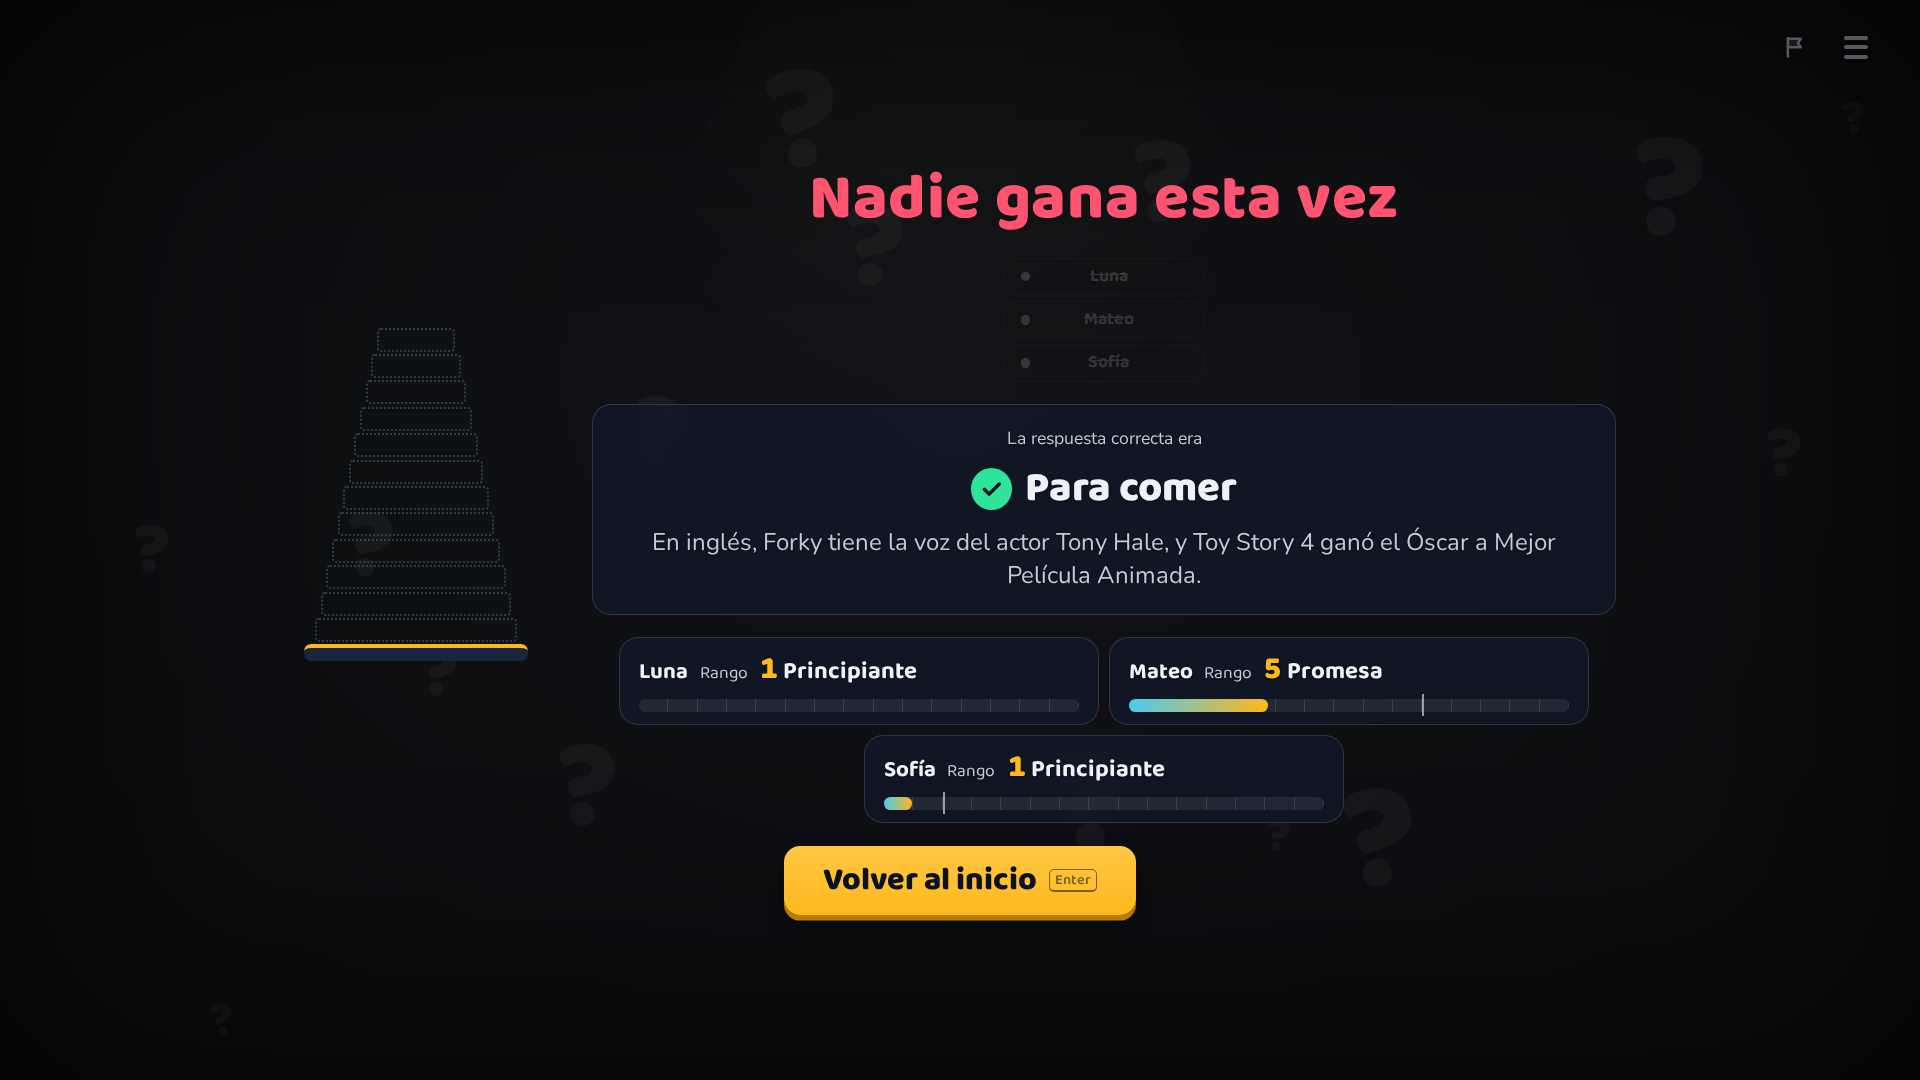 Nadie gana esta vez
Luna
Mateo
Sofía
La respuesta correcta era
Para comer
En inglés, Forky tiene la voz del actor Tony Hale, y Toy Story 4 ganó el Óscar a Mejor
Película Animada.
Luna Rango 1 Principiante
Mateo Rango 5 Promesa
Sofía Rango 1 Principiante
Volver al inicio Enter